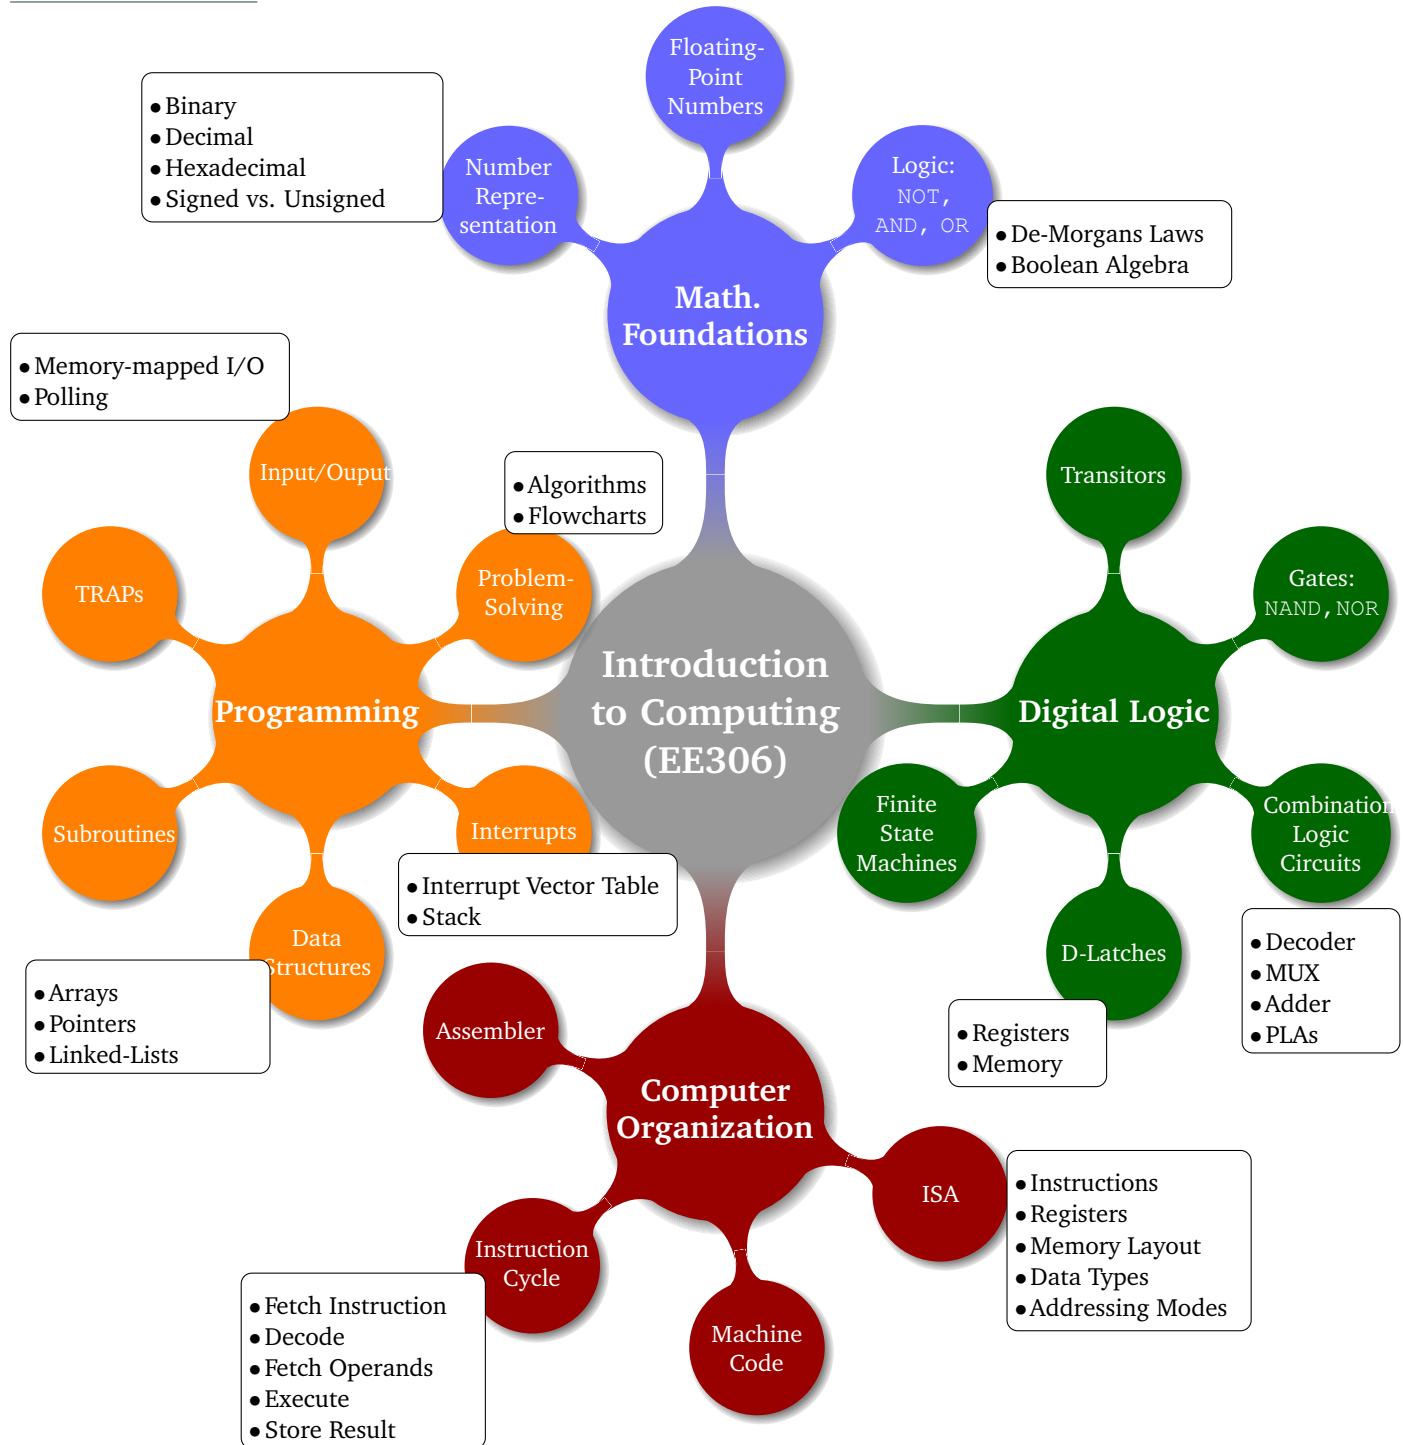 Floating-
Point
Numbers
• Binary
• Decimal
• Hexadecimal
• Signed vs. Unsigned
Number
Repre-
sentation
Logic:
NOT,
AND, OR
• De-Morgans Laws
• Boolean Algebra
Math.
Foundations
• Memory-mapped I/O
• Polling
Input/Ouput
• Algorithms
• Flowcharts
Problem-
Solving
TRAPs
Programming
Subroutines
Interrupts
• Interrupt Vector Table
• Stack
Data
Structures
• Arrays
• Pointers
• Linked-Lists
Introduction
to Computing
(EE306)
Transitors
Gates:
NAND, NOR
Digital Logic
Finite
State
Machines
Combination
Logic
Circuits
• Decoder
• MUX
• Adder
• PLAs
D-Latches
• Registers
• Memory
Assembler
Computer
Organization
ISA
• Instructions
• Registers
• Memory Layout
• Data Types
• Addressing Modes
Instruction
Cycle
• Fetch Instruction
• Decode
• Fetch Operands
• Execute
• Store Result
Machine
Code